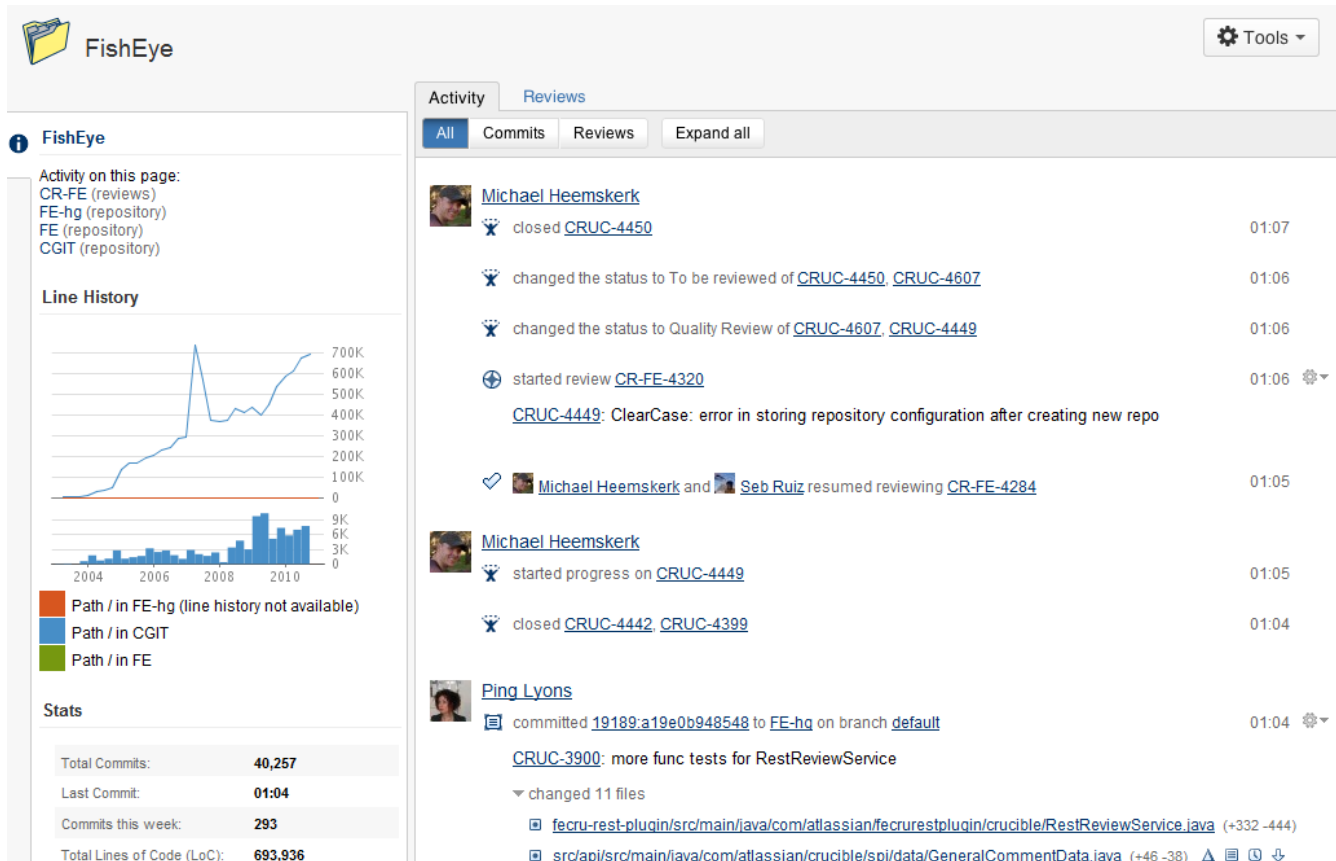 FishEye
Tools
Activity Reviews
All Commits Reviews Expand all
FishEye
Activity on this page:
CR-FE (reviews)
FE-hg (repository)
FE (repository)
CGIT (repository)
Line History
700K
600K
500K
400K
300K
200K
100K
0
9K
6K
3K
0
2004 2006 2008 2010
Path / in FE-hg (line history not available)
Path / in CGIT
Path / in FE
Stats
Total Commits: 40,257
Last Commit: 01:04
Commits this week: 293
Total Lines of Code (LoC): 693,936
Michael Heemskerk
closed CRUC-4450 01:07
changed the status to To be reviewed of CRUC-4450, CRUC-4607 01:06
changed the status to Quality Review of CRUC-4607, CRUC-4449 01:06
started review CR-FE-4320 01:06
CRUC-4449: ClearCase: error in storing repository configuration after creating new repo
Michael Heemskerk and Seb Ruiz resumed reviewing CR-FE-4284 01:05
Michael Heemskerk
started progress on CRUC-4449 01:05
closed CRUC-4442, CRUC-4399 01:04
Ping Lyons
committed 19189:a19e0b948548 to FE-hg on branch default 01:04
CRUC-3900: more func tests for RestReviewService
changed 11 files
fecru-rest-plugin/src/main/java/com/atlassian/fecrurestplugin/crucible/RestReviewService.java (+332 -444)
src/api/src/main/java/com/atlassian/crucible/spi/data/GeneralCommentData.java (+46 -38)